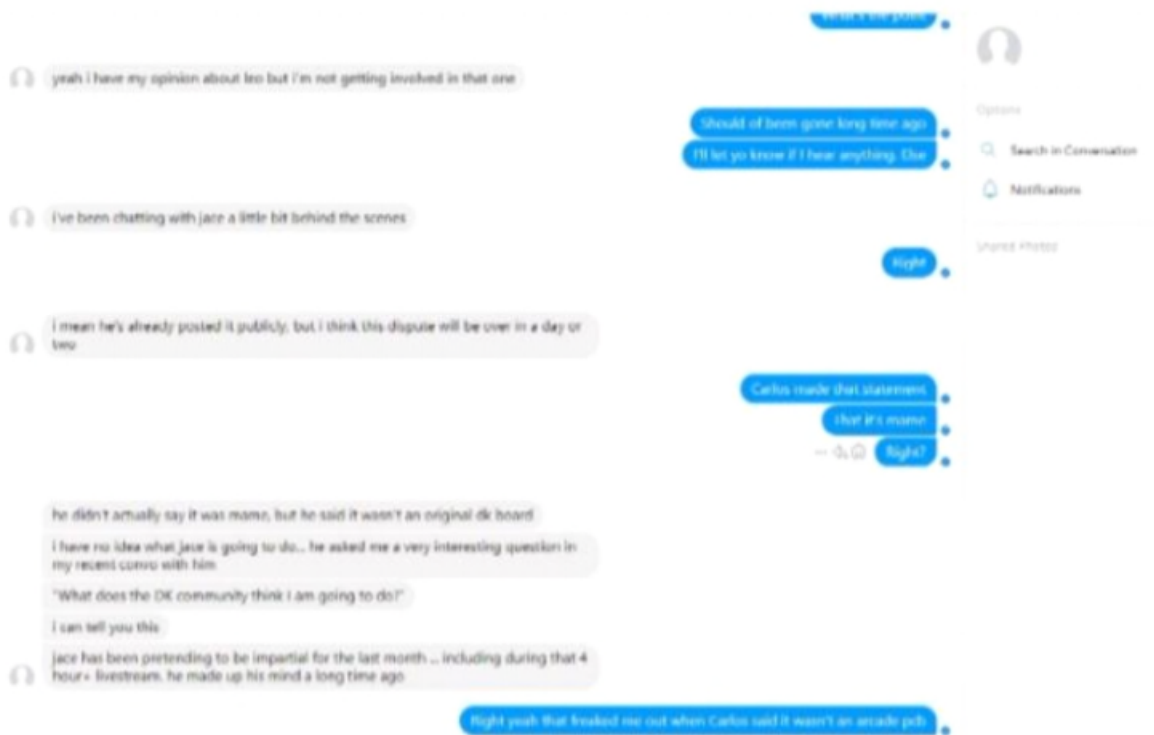 What's the point
yeah i have my opinion about leo but i'm not getting involved in that one
Should of been gone long time ago
I'll let yo know if I hear anything. Else
i've been chatting with jace a little bit behind the scenes
Right
i mean he's already posted it publicly, but i think this dispute will be over in a day or
two
Carlos made that statement
That it's mame
Right?
he didn't actually say it was mame, but he said it wasn't an original dk board
i have no idea what jace is going to do... he asked me a very interesting question in
my recent convo with him
"What does the DK community think I am going to do?"
i can tell you this
jace has been pretending to be impartial for the last month ... including during that 4
hour+ livestream. he made up his mind a long time ago
Right yeah that freaked me out when Carlos said it wasn't an arcade pcb
Options
Search in Conversation
Notifications
Shared Photos